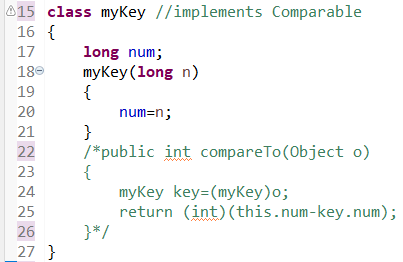 15 class myKey //implements Comparable
16 {
17     long num;
18     myKey(long n)
19     {
20         num=n;
21     }
22     /*public int compareTo(Object o)
23     {
24         myKey key=(myKey)o;
25         return (int)(this.num-key.num);
26     }*/
27 }